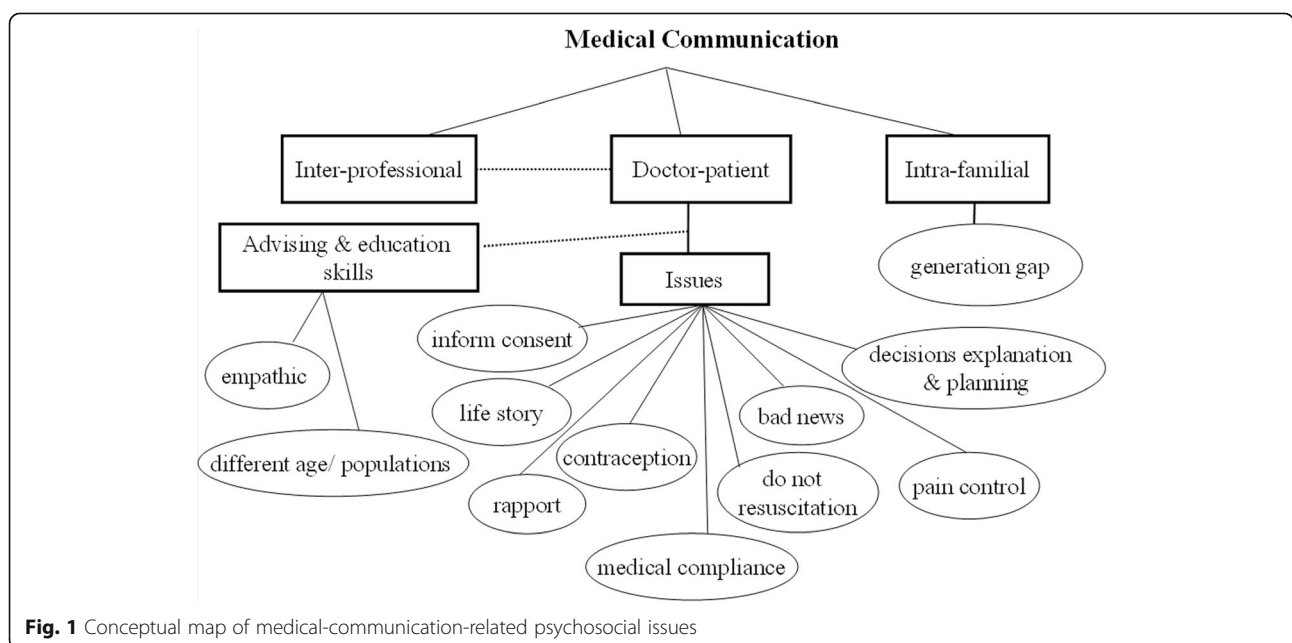 Medical Communication
Inter-professional
Doctor-patient
Intra-familial
Advising & education
skills
Issues
generation gap
inform consent
decisions explanation
& planning
empathic
life story
bad news
different age/ populations
contraception
do not
resuscitation
pain control
rapport
medical compliance
Fig. 1 Conceptual map of medical-communication-related psychosocial issues